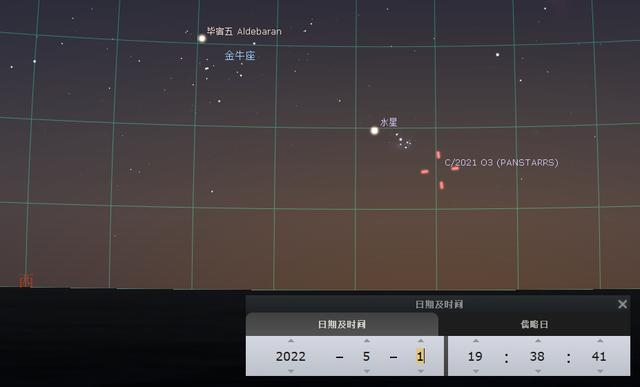 毕宿五 Aldebaran
金牛座
水星
C/2021 O3 (PANSTARRS)
西
日期及时间
日期及时间 儒略日
2022 - 5 - 1 19 : 38 : 41